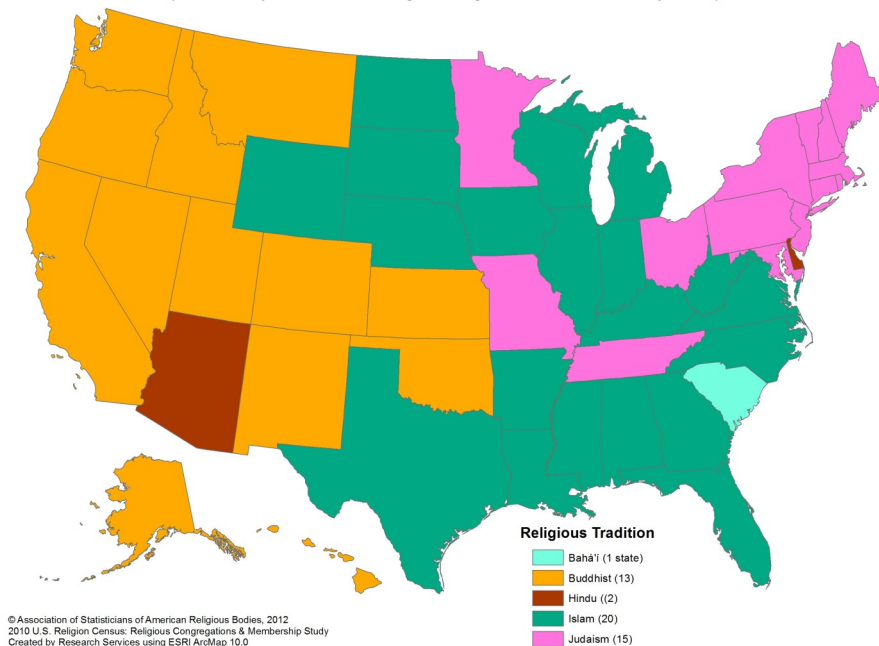 Religious Tradition
Bahá'í (1 state)
Buddhist (13)
Hindu ((2)
Islam (20)
Judaism (15)
© Association of Statisticians of American Religious Bodies, 2012
2010 U.S. Religion Census: Religious Congregations & Membership Study
Created by Research Services using ESRI ArcMap 10.0